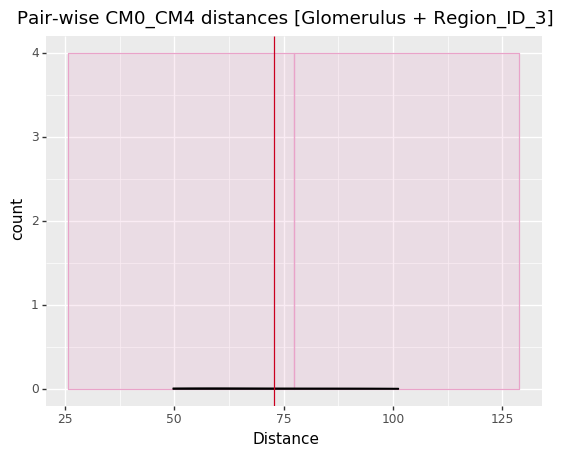 Pair-wise CM0_CM4 distances [Glomerulus + Region_ID_3]
4
3
2
1
0
count
25 50 75 100 125
Distance